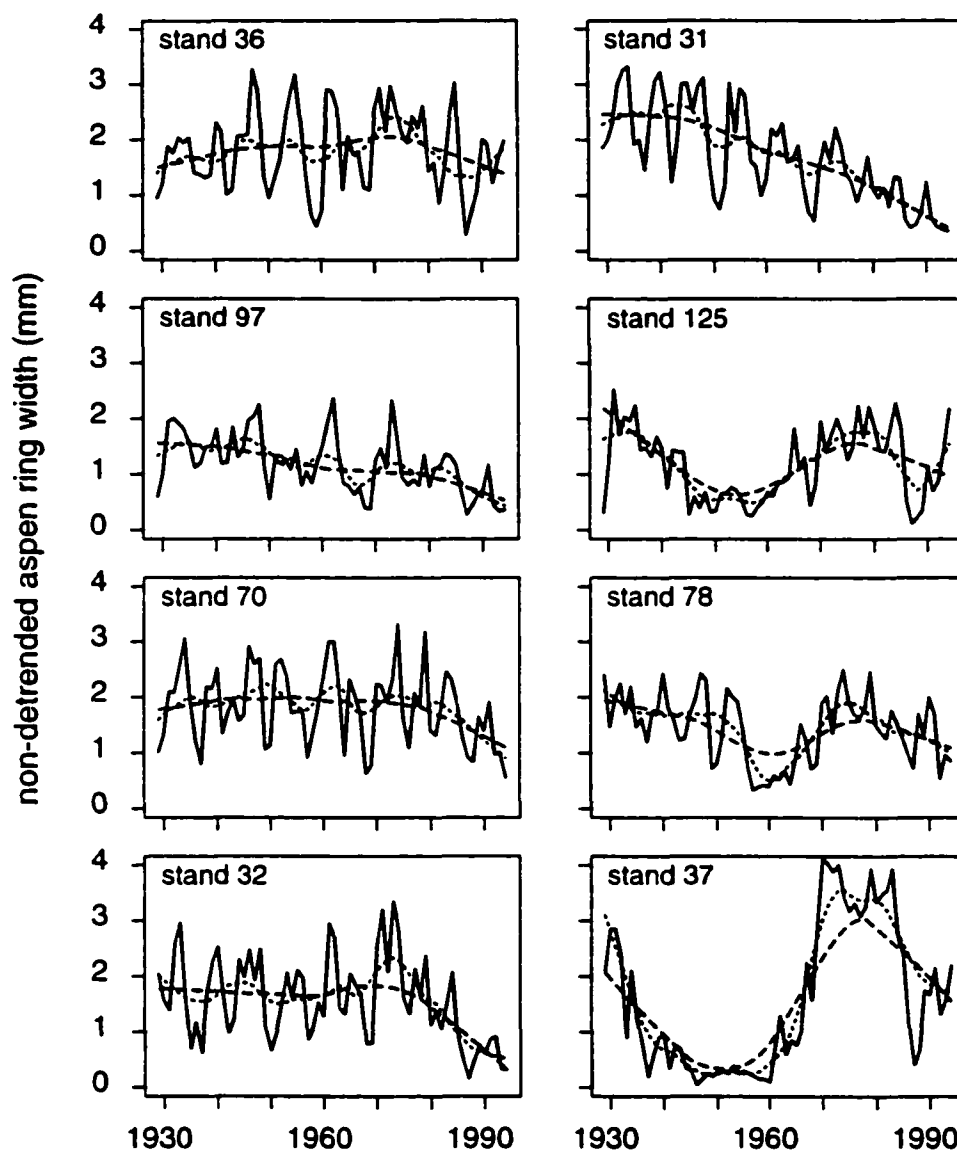 non-detrended aspen ring width (mm)
stand 36
stand 31
4
3
2
1
0
stand 97
stand 125
4
3
2
1
0
stand 70
stand 78
4
3
2
1
0
stand 32
stand 37
4
3
2
1
0
1930 1960 1990 1930 1960 1990